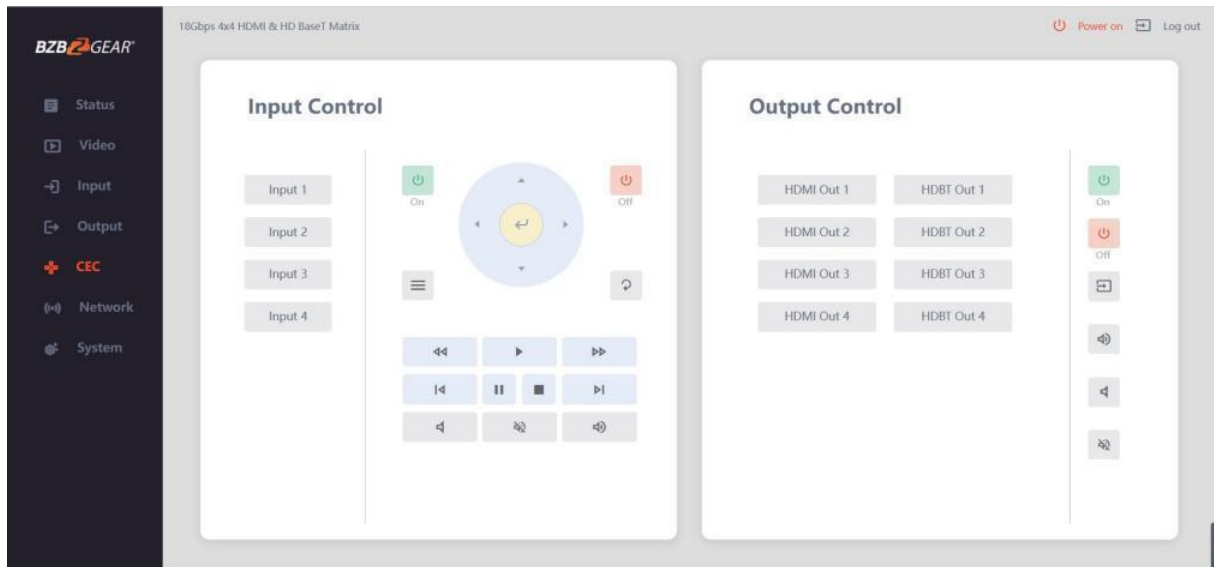 18Gbps 4x4 HDMI & HD BaseT Matrix
Power on
Log out
BZBGEAR®
Status
Video
Input
Output
CEC
Network
System
Input Control
Input 1
Input 2
Input 3
Input 4
On
Off
Output Control
HDMI Out 1 HDBT Out 1
HDMI Out 2 HDBT Out 2
HDMI Out 3 HDBT Out 3
HDMI Out 4 HDBT Out 4
On
Off